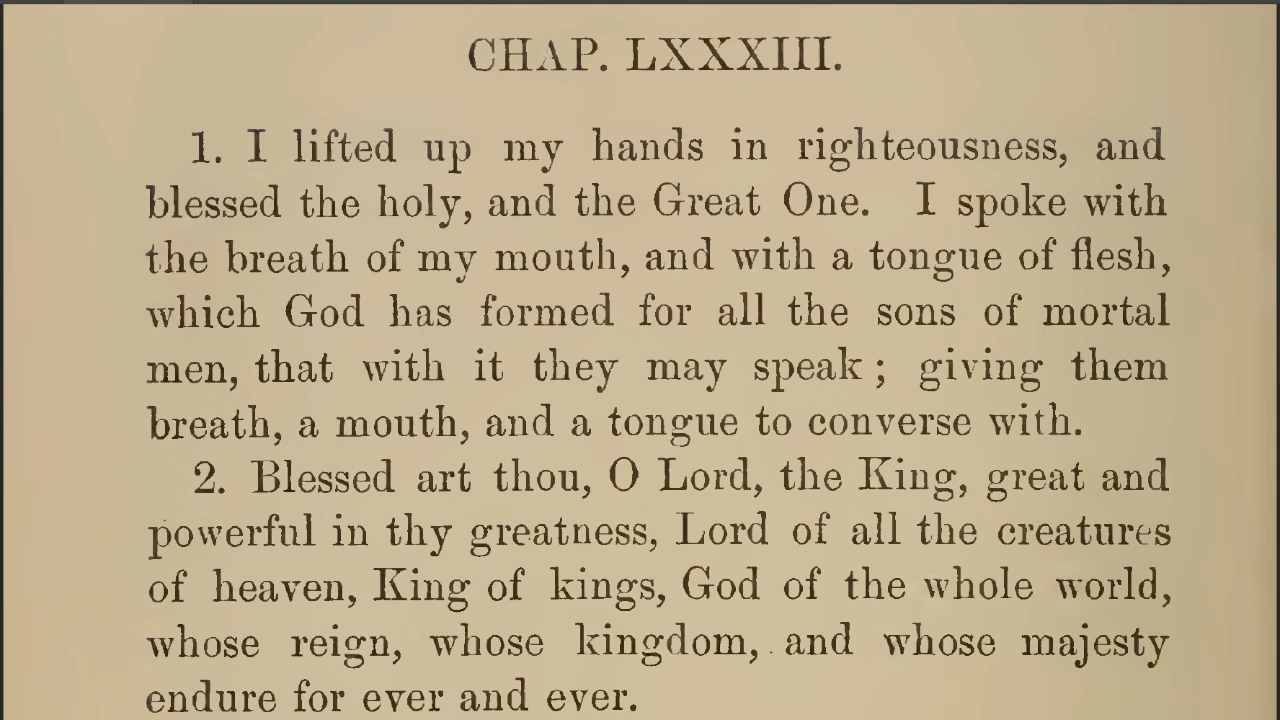 CHAP. LXXXIII.
1. I lifted up my hands in righteousness, and
blessed the holy, and the Great One. I spoke with
the breath of my mouth, and with a tongue of flesh,
which God has formed for all the sons of mortal
men, that with it they may speak ; giving them
breath, a mouth, and a tongue to converse with.
2. Blessed art thou, O Lord, the King, great and
powerful in thy greatness, Lord of all the creatures
of heaven, King of kings, God of the whole world,
whose reign, whose kingdom, and whose majesty
endure for ever and ever.